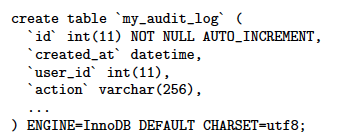 create table `my_audit_log` (
`id` int(11) NOT NULL AUTO_INCREMENT,
`created_at` datetime,
`user_id` int(11),
`action` varchar(256),
...
) ENGINE=InnoDB DEFAULT CHARSET=utf8;